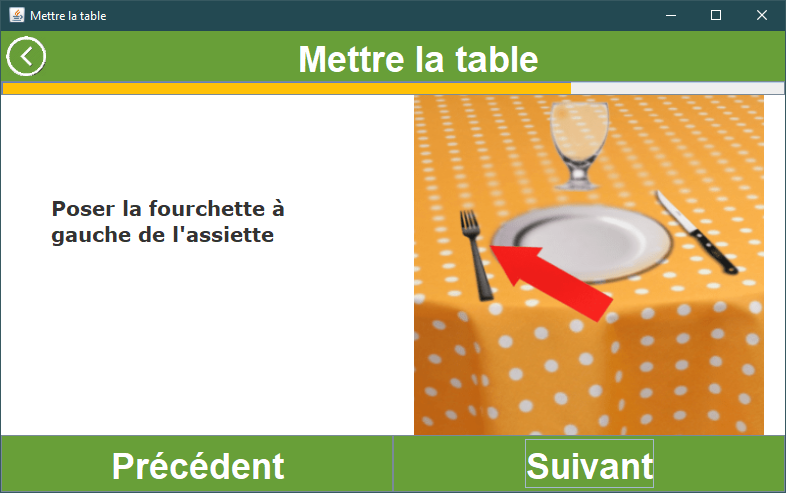 Mettre la table
Mettre la table
Poser la fourchette à
gauche de l'assiette
Précédent
Suivant